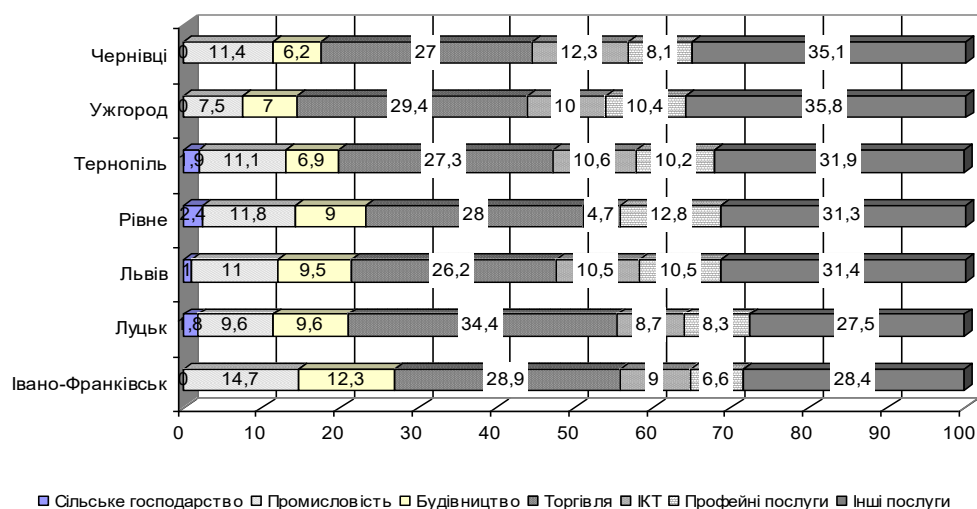 Чернівці 0 11,4 6,2 27 12,3 8,1 35,1
Ужгород 0 7,5 7 29,4 10 10,4 35,8
Тернопіль 1,9 11,1 6,9 27,3 10,6 10,2 31,9
Рівне 2,4 11,8 9 28 4,7 12,8 31,3
Львів 1 11 9,5 26,2 10,5 10,5 31,4
Луцьк 1,8 9,6 9,6 34,4 8,7 8,3 27,5
Івано-Франківськ 0 14,7 12,3 28,9 9 6,6 28,4
0 10 20 30 40 50 60 70 80 90 100
Сільське господарство Промисловість Будівництво Торгівля ІКТ Профейні послуги Інші послуги